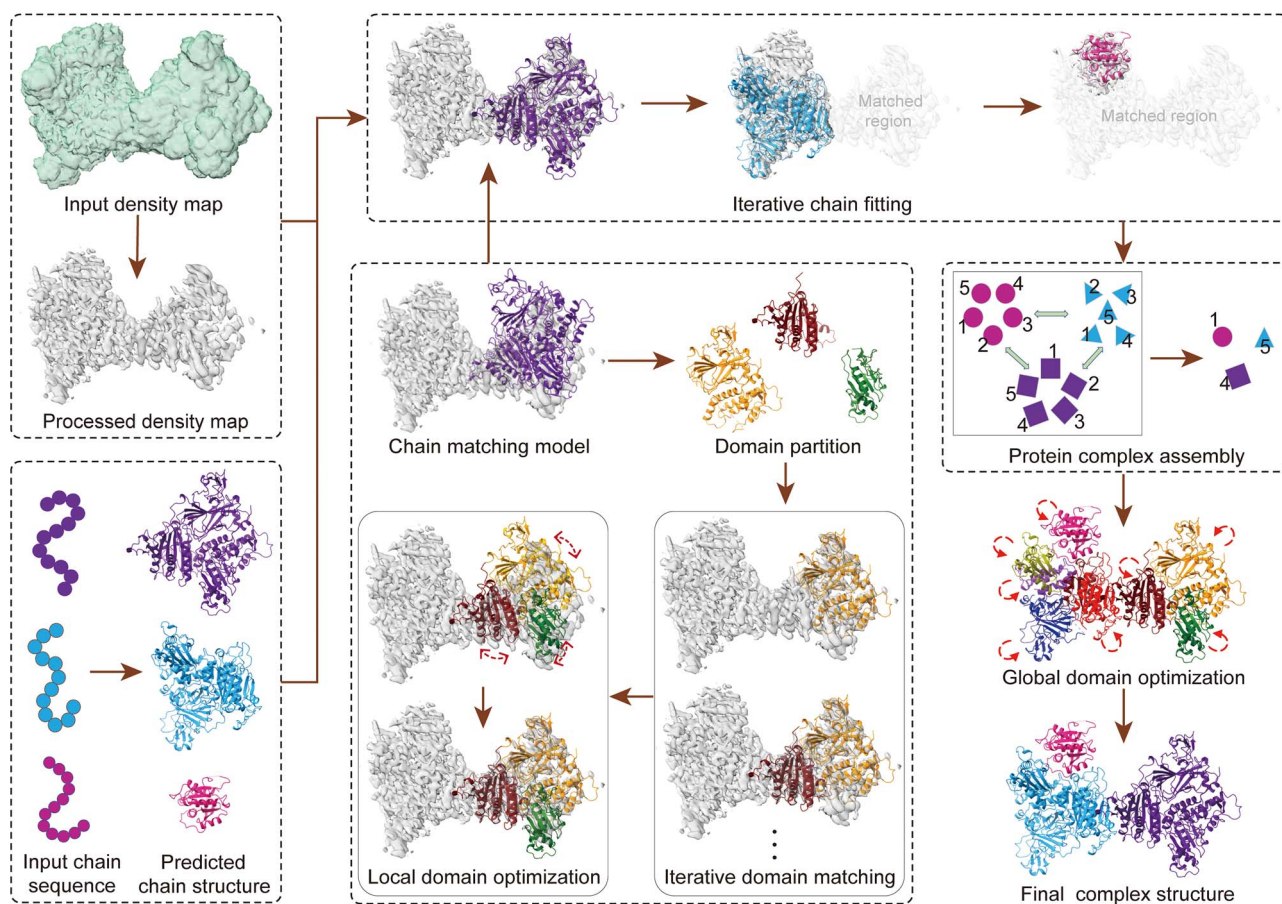 Input density map
Processed density map
Input chain
sequence
Predicted
chain structure
Matched
region
Matched region
Iterative chain fitting
Chain matching model
Domain partition
Local domain optimization
Iterative domain matching
5
4
1
3
2
2
3
5
1
4
1
5
2
4
3
1
5
4
Protein complex assembly
Global domain optimization
Final complex structure